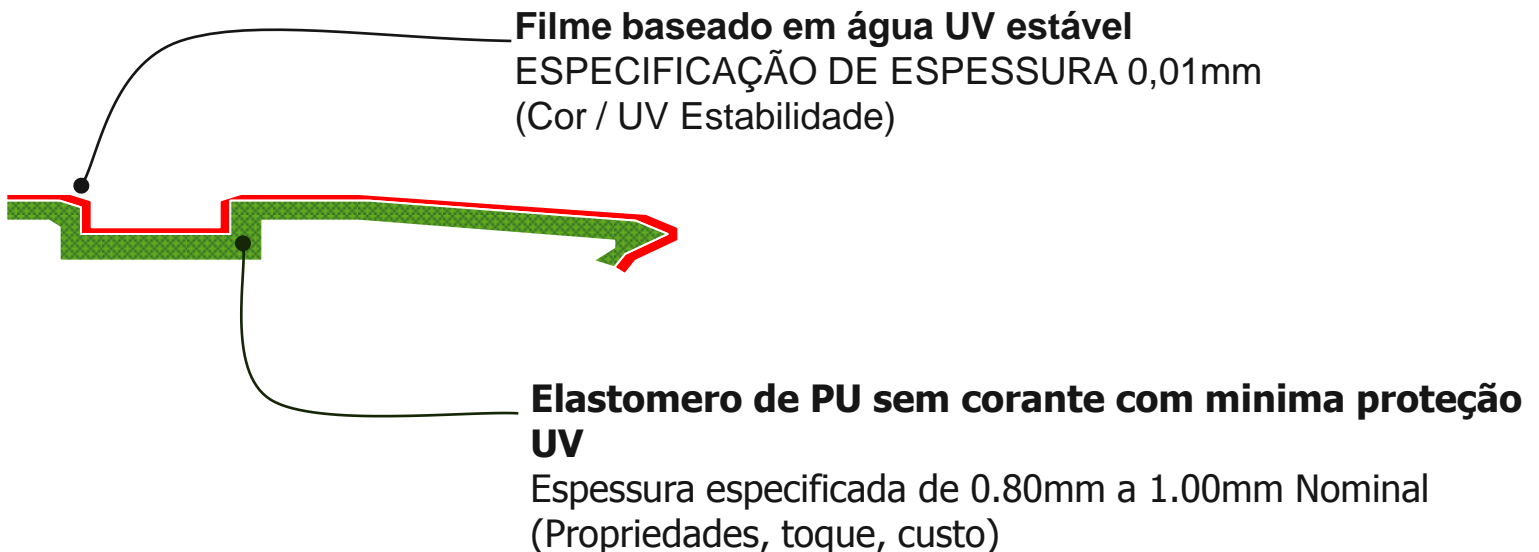 Filme baseado em água UV estável
ESPECIFICAÇÃO DE ESPESSURA 0,01mm
(Cor / UV Estabilidade)
Elastomero de PU sem corante com minima proteção
UV
Espessura especificada de 0.80mm a 1.00mm Nominal
(Propriedades, toque, custo)